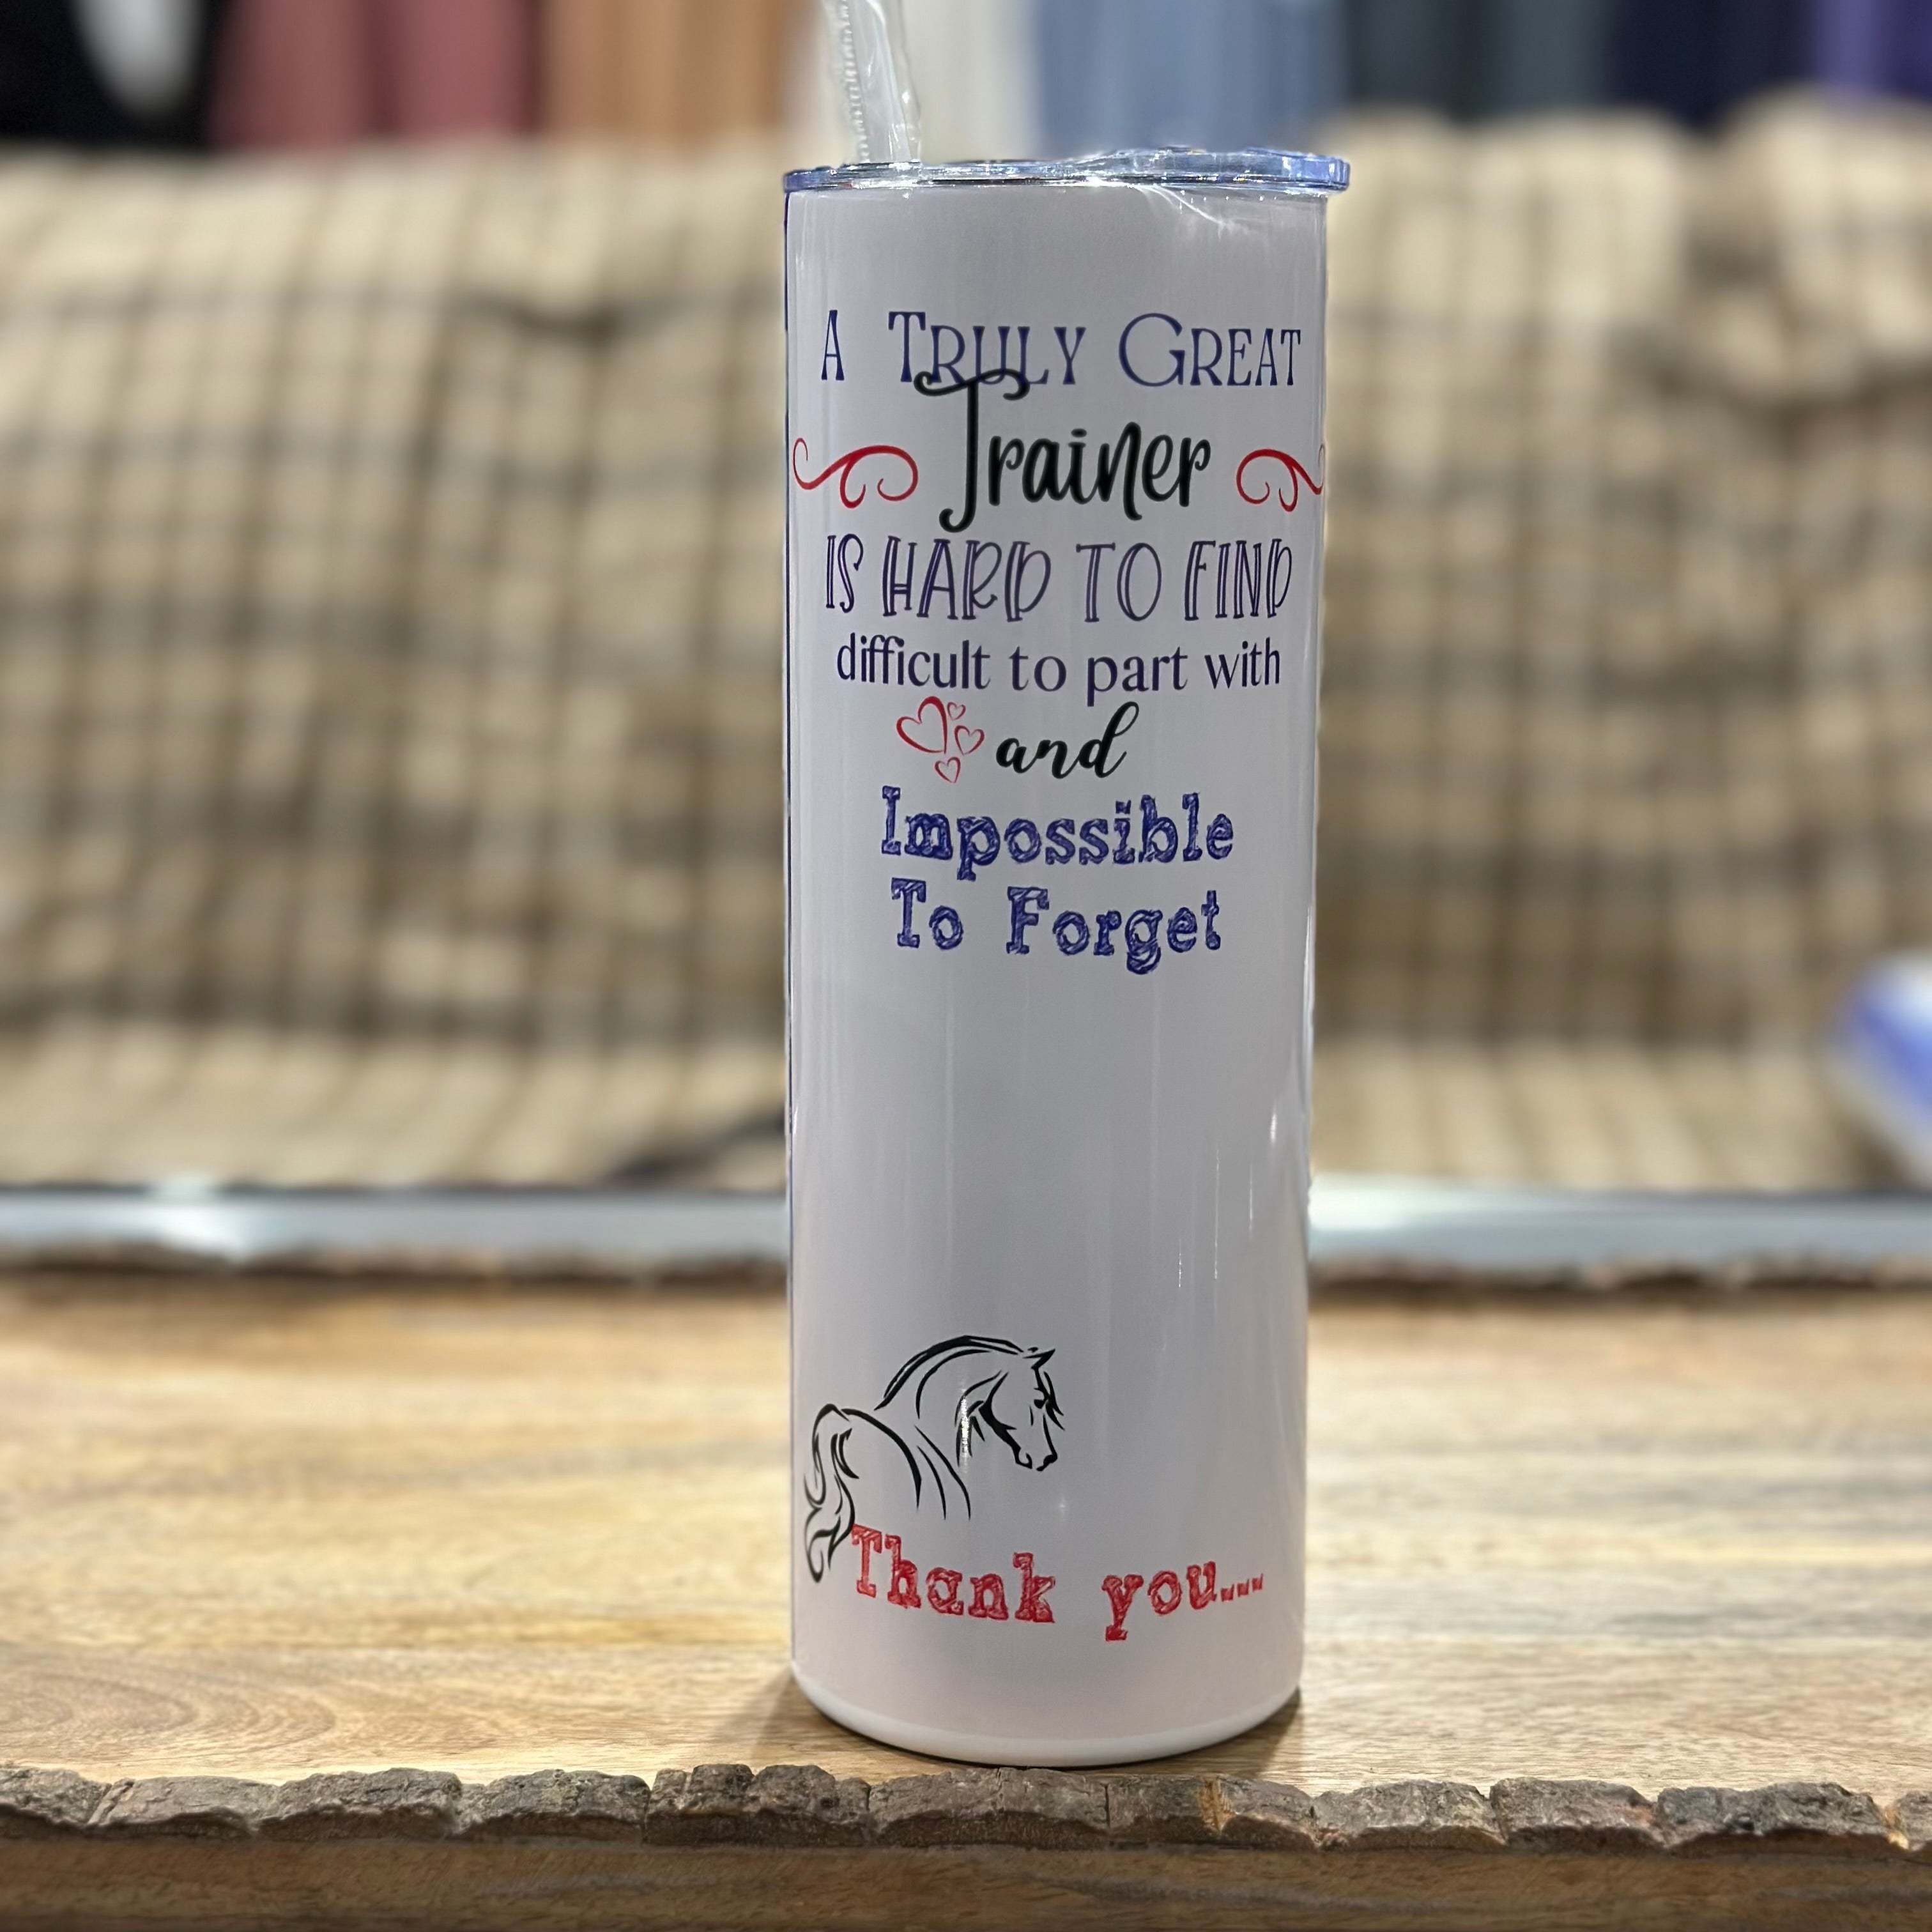 A TRULY GREAT
Trainer
IS HARD TO FIND
difficult to part with
and
Impossible
To Forget
Thank you...